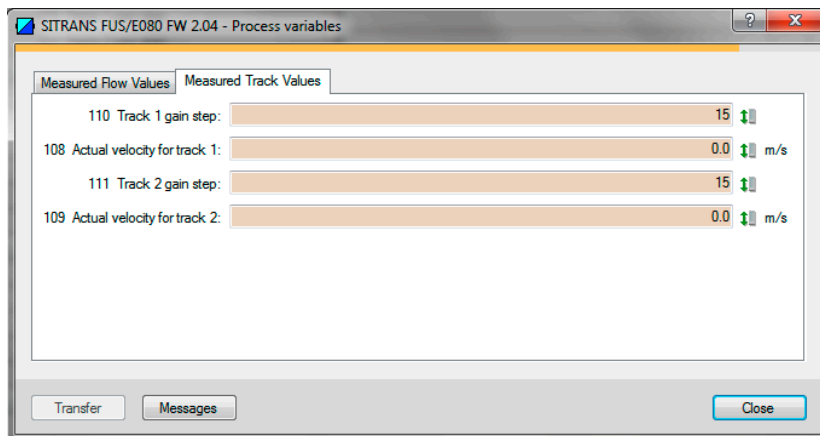 SITRANS FUS/E080 FW 2.04 - Process variables
Measured Flow Values Measured Track Values
110 Track 1 gain step: 15
108 Actual velocity for track 1: 0.0 m/s
111 Track 2 gain step: 15
109 Actual velocity for track 2: 0.0 m/s
Transfer Messages Close